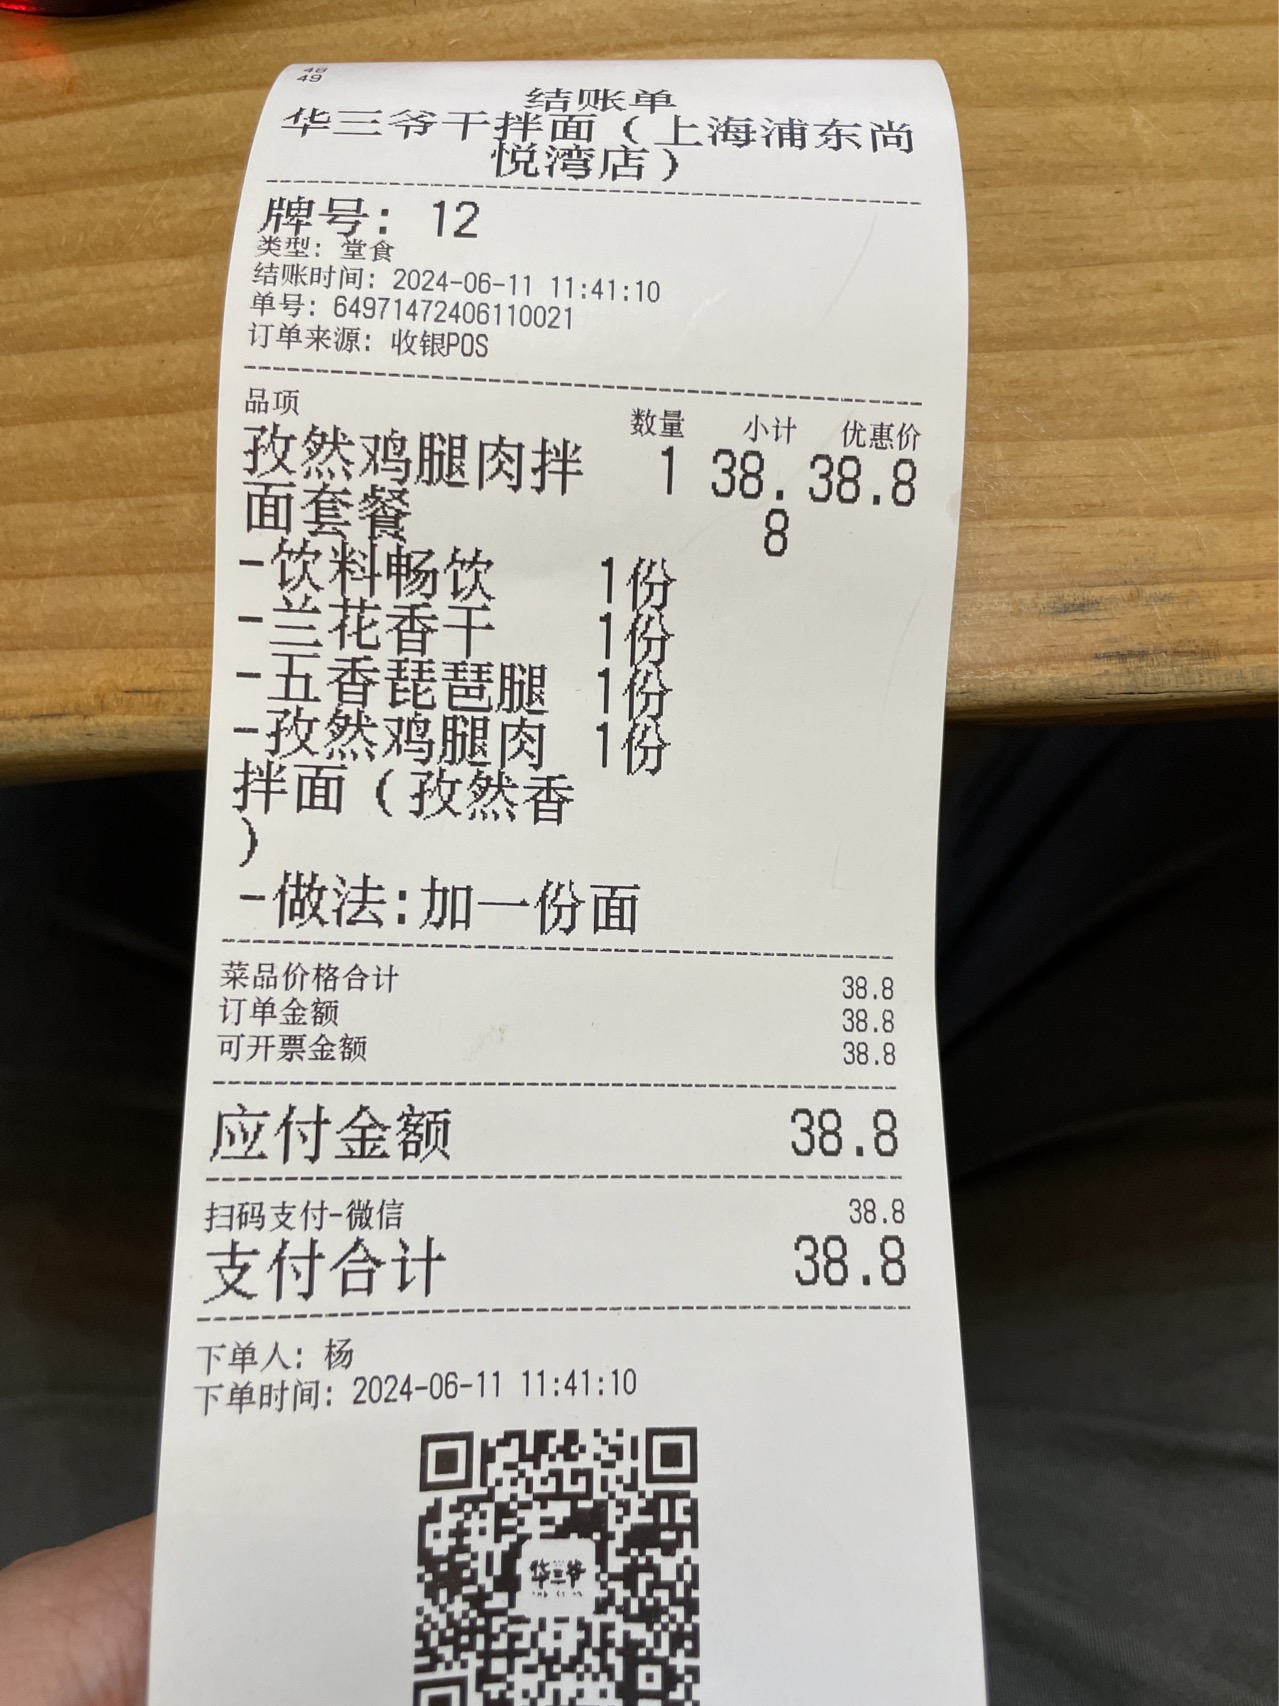 48
49
结账单
华三爷干拌面（上海浦东尚
悦湾店）
牌号: 12
类型: 堂食
结账时间: 2024-06-11 11:41:10
单号: 64971472406110021
订单来源: 收银POS
品项 数量 小计 优惠价
孜然鸡腿肉拌 1 38. 38.8
面套餐 8
-饮料畅饮 1份
-兰花香干 1份
-五香琵琶腿 1份
-孜然鸡腿肉 1份
拌面（孜然香
）
-做法:加一份面
菜品价格合计 38.8
订单金额 38.8
可开票金额 38.8
应付金额 38.8
扫码支付-微信 38.8
支付合计 38.8
下单人: 杨
下单时间: 2024-06-11 11:41:10
华三爷